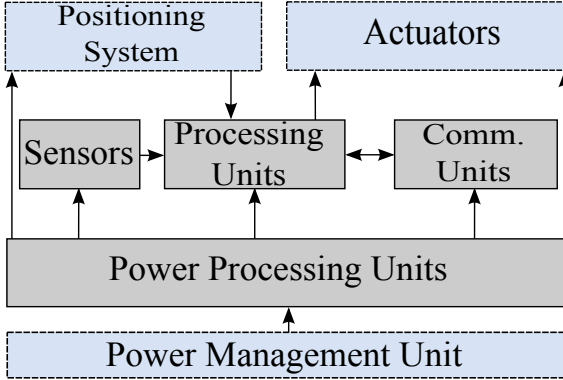 Positioning
System
Actuators
Sensors
Processing
Units
Comm.
Units
Power Processing Units
Power Management Unit